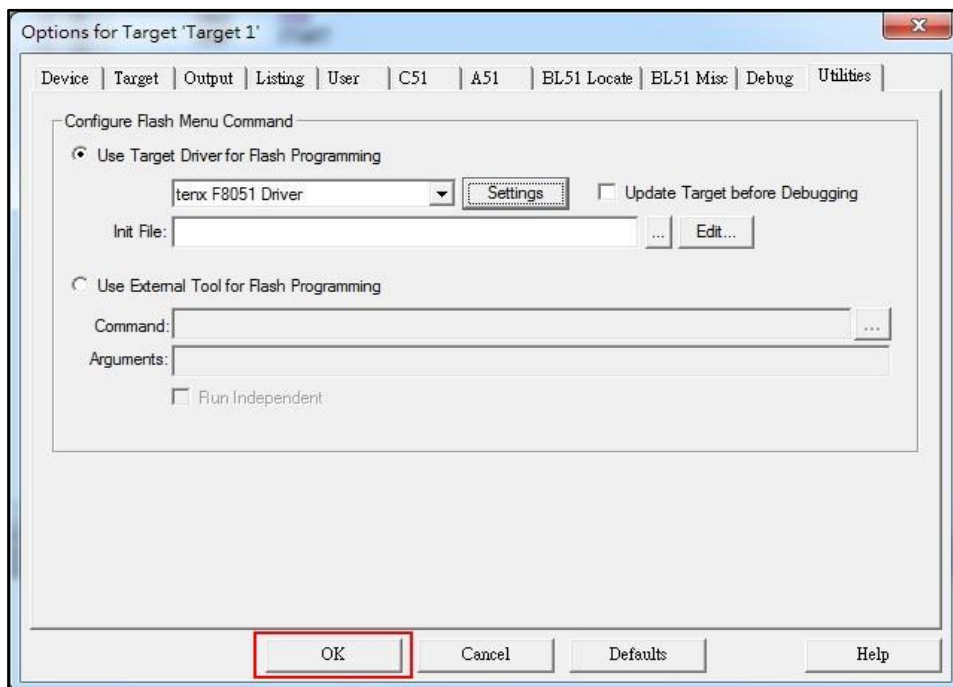 Options for Target 'Target 1'
Device Target Output Listing User C51 A51 BL51 Locate BL51 Misc Debug Utilities
Configure Flash Menu Command
Use Target Driver for Flash Programming
tenx F8051 Driver Settings Update Target before Debugging
Init File: ... Edit...
Use External Tool for Flash Programming
Command: ...
Arguments:
Run Independent
OK Cancel Defaults Help